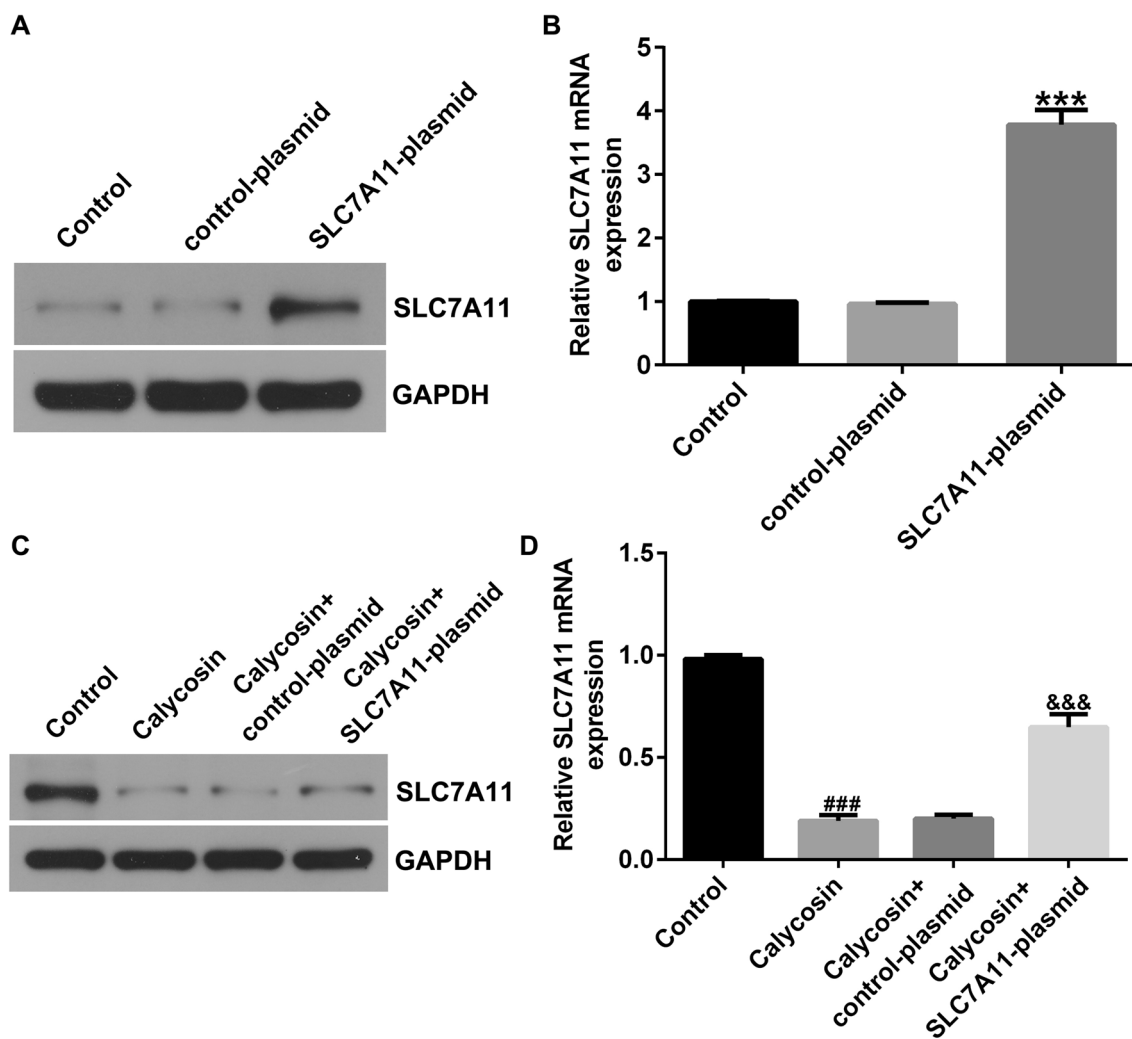 A
Control
control-plasmid
SLC7A11-plasmid
SLC7A11
GAPDH
B
Relative SLC7A11 mRNA
expression
5
4
3
2
1
0
***
Control
control-plasmid
SLC7A11-plasmid
C
Control
Calycosin
Calycosin+
control-plasmid
Calycosin+
SLC7A11-plasmid
SLC7A11
GAPDH
D
Relative SLC7A11 mRNA
expression
1.5
1.0
0.5
0.0
###
&&&
Control
Calycosin
Calycosin+
control-plasmid
Calycosin+
SLC7A11-plasmid